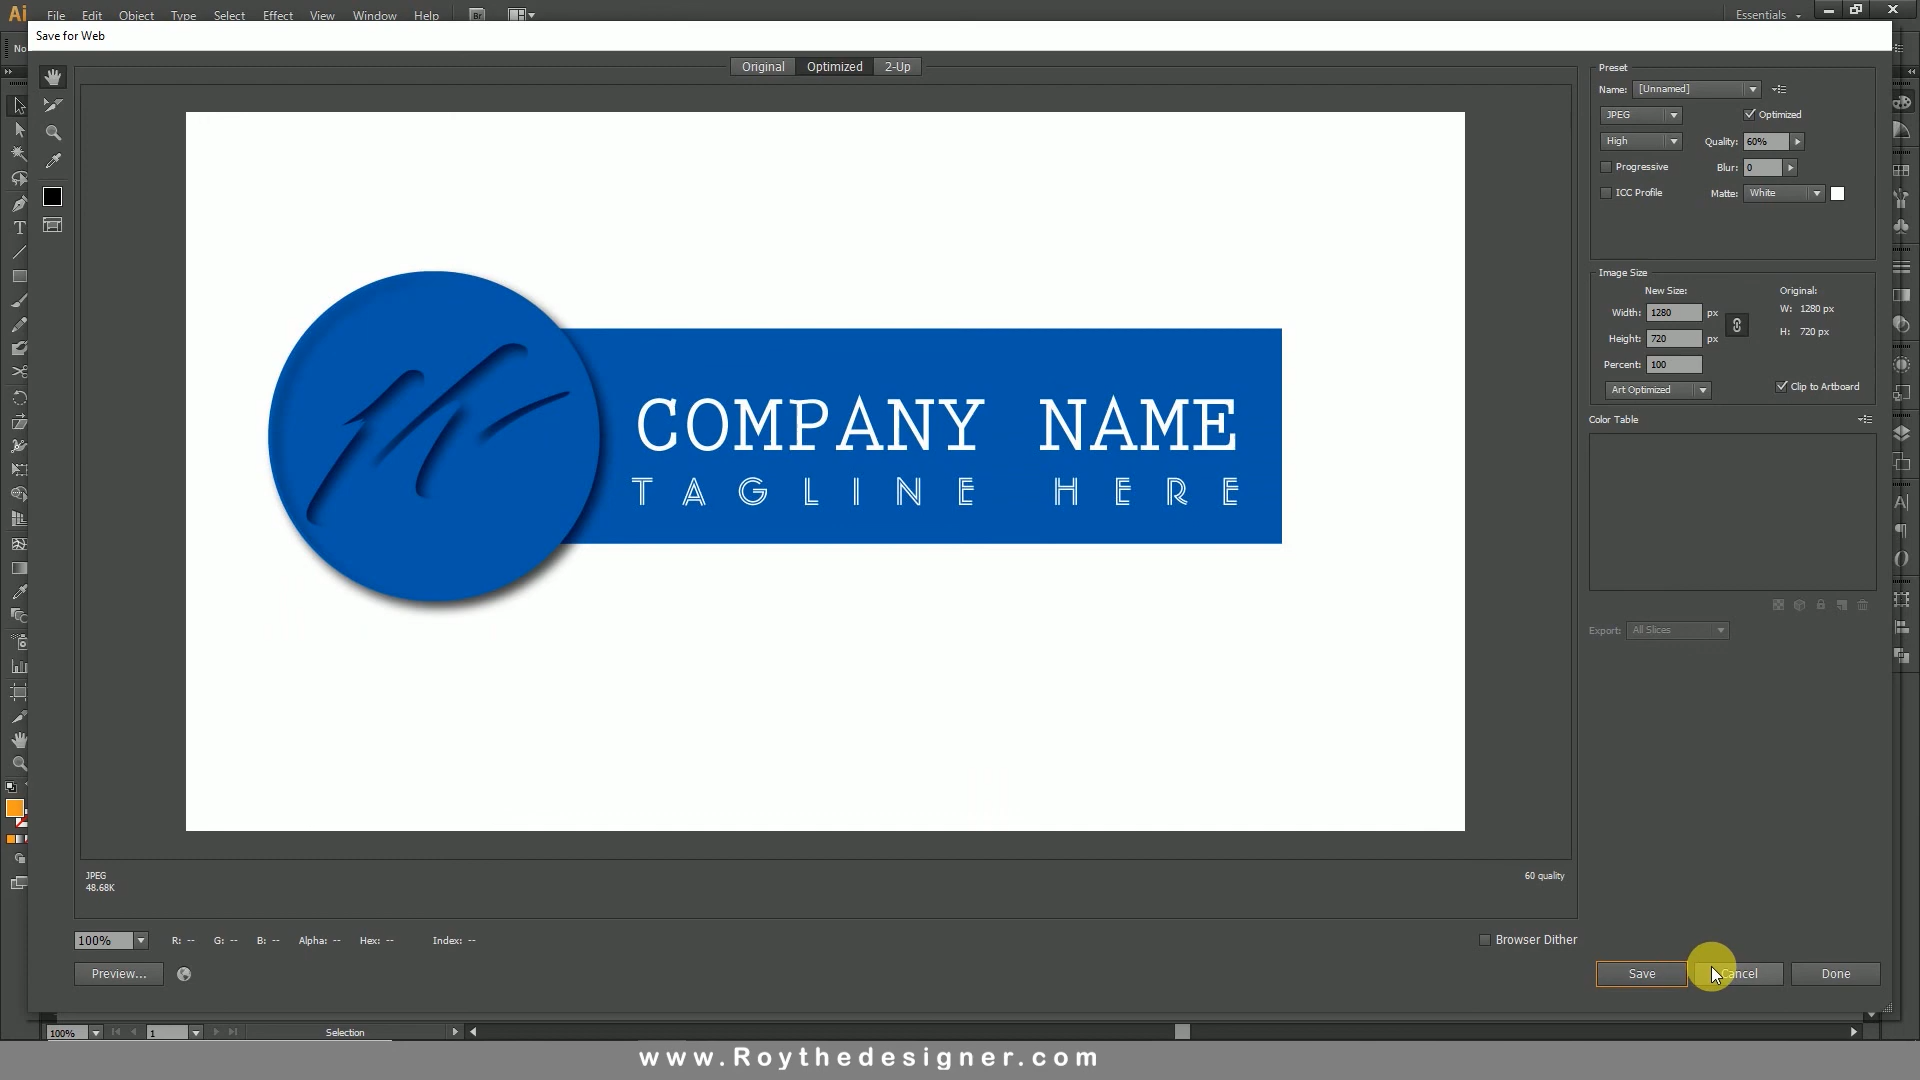 Ai File Edit Object Type Select Effect View Window Help Br Essentials
Save for Web
No
Original Optimized 2-Up
Preset
Name: [Unnamed]
JPEG Optimized
High Quality: 60%
Progressive Blur: 0
ICC Profile Matte: White
Image Size
New Size: Original:
Width: 1280 px W: 1280 px
Height: 720 px H: 720 px
Percent: 100
Art Optimized Clip to Artboard
Color Table
COMPANY NAME
TAGLINE HERE
Export: All Slices
JPEG
48.68K
60 quality
100% R: -- G: -- B: -- Alpha: -- Hex: -- Index: --
Browser Dither
Preview... Save Cancel Done
100% 1 Selection
www.Roythedesigner.com